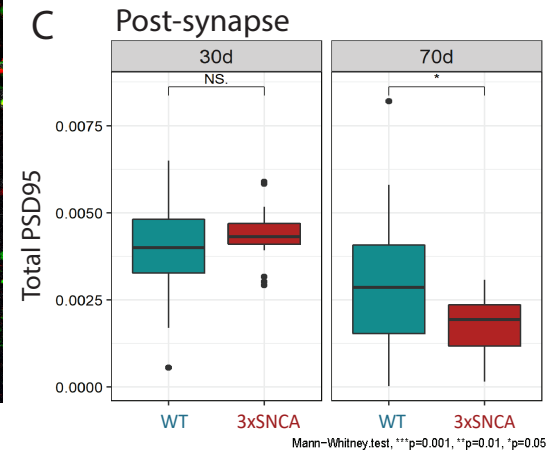 C
Post-synapse
30d
70d
NS.
*
Total PSD95
0.0075
0.0050
0.0025
0.0000
WT
3xSNCA
WT
3xSNCA
Mann−Whitney.test, ***p=0.001, **p=0.01, *p=0.05